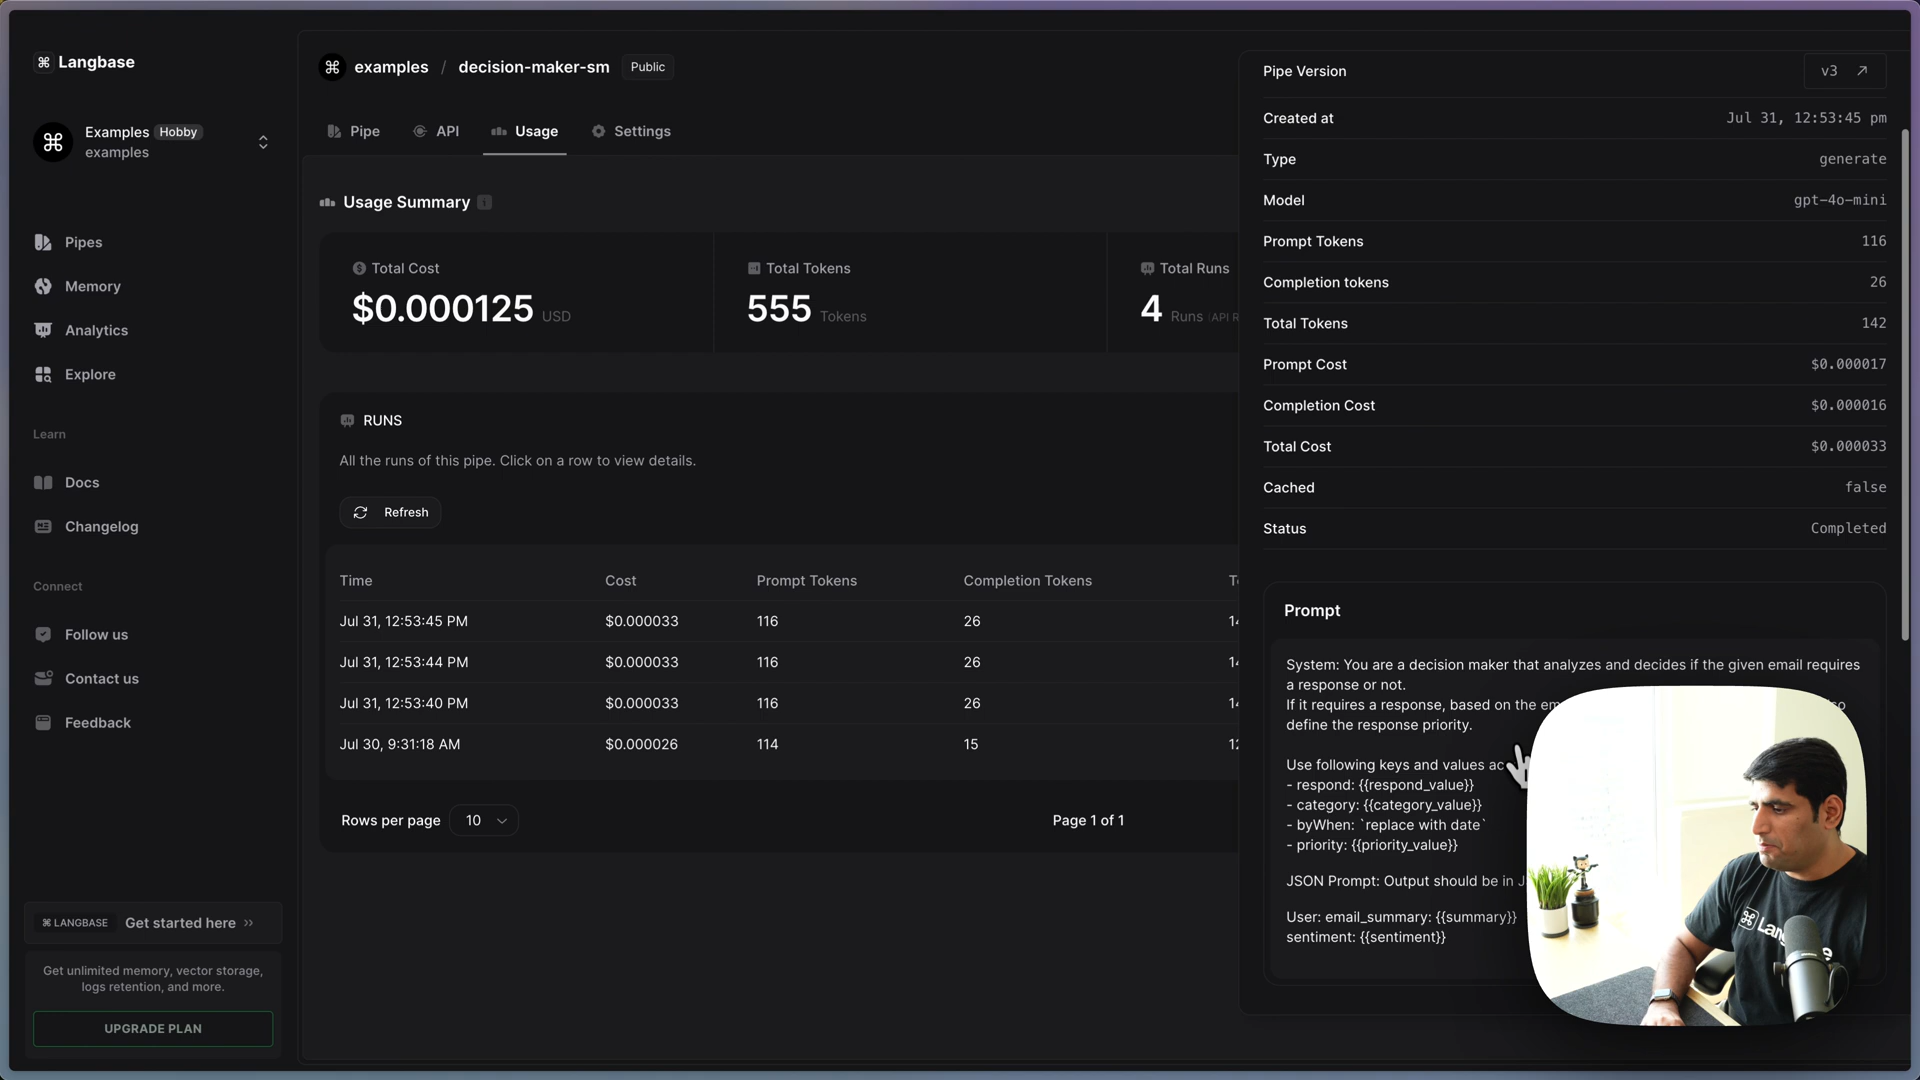 Langbase
Examples Hobby
examples
Pipes
Memory
Analytics
Explore
Learn
Docs
Changelog
Connect
Follow us
Contact us
Feedback
⌘ LANGBASE Get started here
Get unlimited memory, vector storage,
logs retention, and more.
UPGRADE PLAN
examples / decision-maker-sm Public
Pipe API Usage Settings
Usage Summary
Total Cost
$0.000125 USD
Total Tokens
555 Tokens
Total Runs
4 Runs (API R
RUNS
All the runs of this pipe. Click on a row to view details.
Refresh
Time Cost Prompt Tokens Completion Tokens
Jul 31, 12:53:45 PM $0.000033 116 26
Jul 31, 12:53:44 PM $0.000033 116 26
Jul 31, 12:53:40 PM $0.000033 116 26
Jul 30, 9:31:18 AM $0.000026 114 15
Rows per page 10 Page 1 of 1
Pipe Version v3
Created at Jul 31, 12:53:45 pm
Type generate
Model gpt-4o-mini
Prompt Tokens 116
Completion tokens 26
Total Tokens 142
Prompt Cost $0.000017
Completion Cost $0.000016
Total Cost $0.000033
Cached false
Status Completed
Prompt
System: You are a decision maker that analyzes and decides if the given email requires
a response or not.
If it requires a response, based on the
define the response priority.
Use following keys and values
- respond: {{respond_value}}
- category: {{category_value}}
- byWhen: `replace with date`
- priority: {{priority_value}}
JSON Prompt: Output should be in
User: email_summary: {{summary}}
sentiment: {{sentiment}}